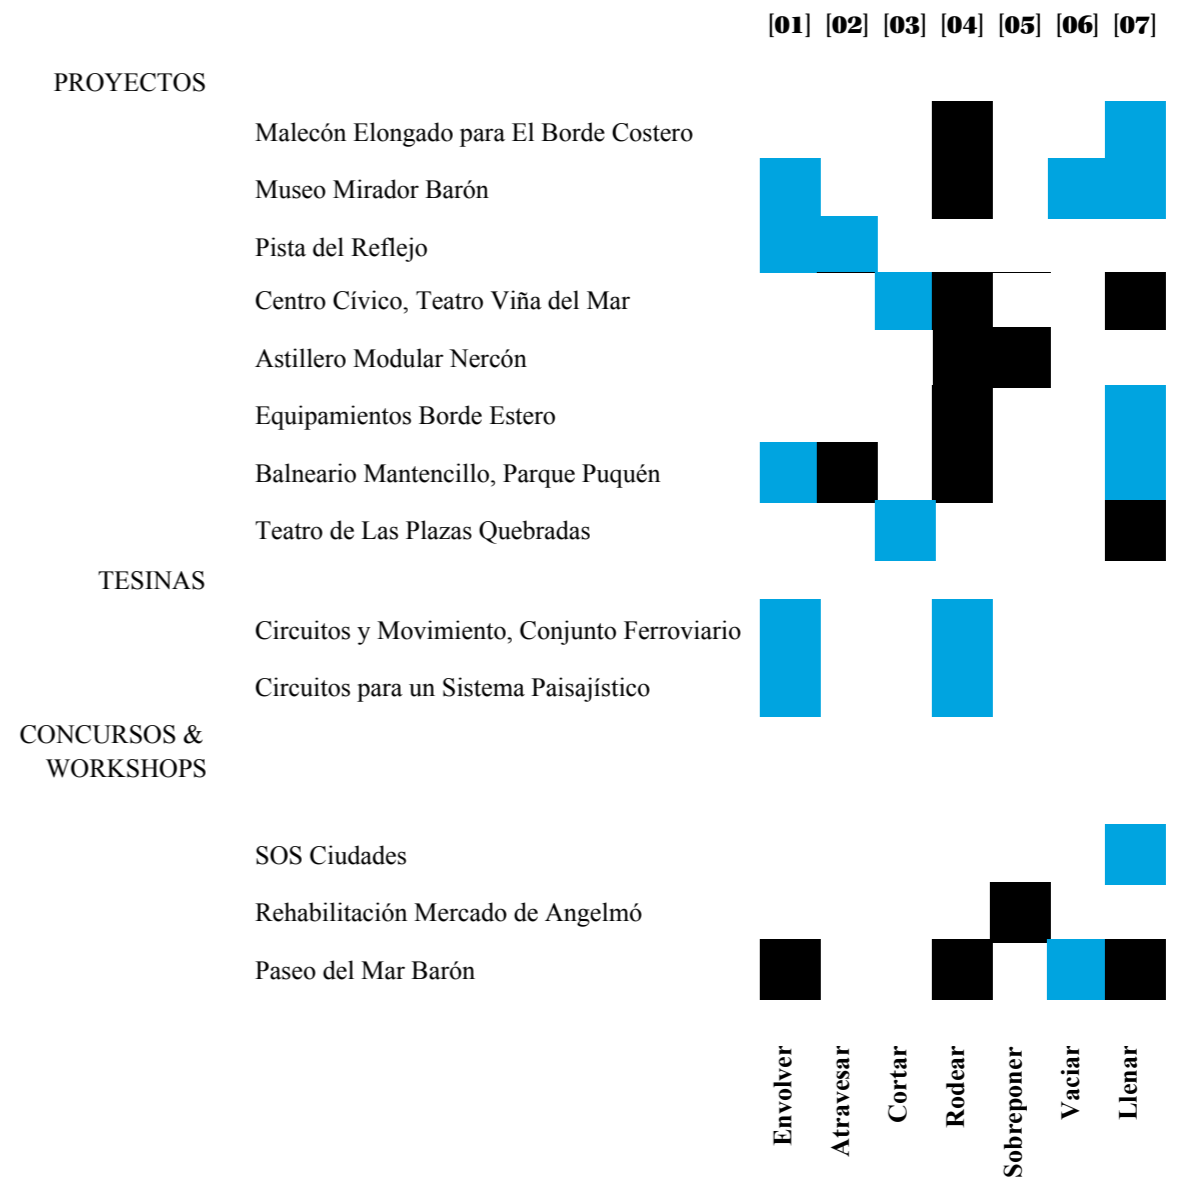 [01] [02] [03] [04] [05] [06] [07]
PROYECTOS
Malecón Elongado para El Borde Costero
Museo Mirador Barón
Pista del Reflejo
Centro Cívico, Teatro Viña del Mar
Astillero Modular Nercón
Equipamientos Borde Estero
Balneario Mantencillo, Parque Puquén
Teatro de Las Plazas Quebradas
TESINAS
Circuitos y Movimiento, Conjunto Ferroviario
Circuitos para un Sistema Paisajístico
CONCURSOS &
WORKSHOPS
SOS Ciudades
Rehabilitación Mercado de Angelmó
Paseo del Mar Barón
Envolver
Atravesar
Cortar
Rodear
Sobreponer
Vaciar
Llenar